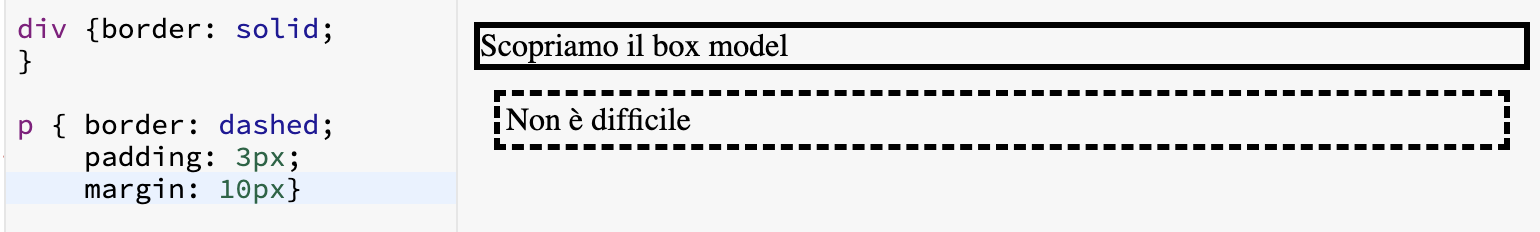 div {border: solid;
}
p { border: dashed;
padding: 3px;
margin: 10px}
Scopriamo il box model
Non è difficile